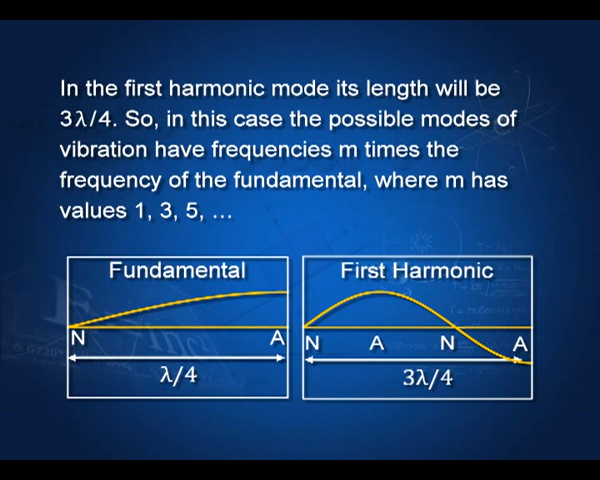 In the first harmonic mode its length will be
3λ/4. So, in this case the possible modes of
vibration have frequencies m times the
frequency of the fundamental, where m has
values 1, 3, 5, ...
Fundamental
N A
λ/4
First Harmonic
N A N A
3λ/4